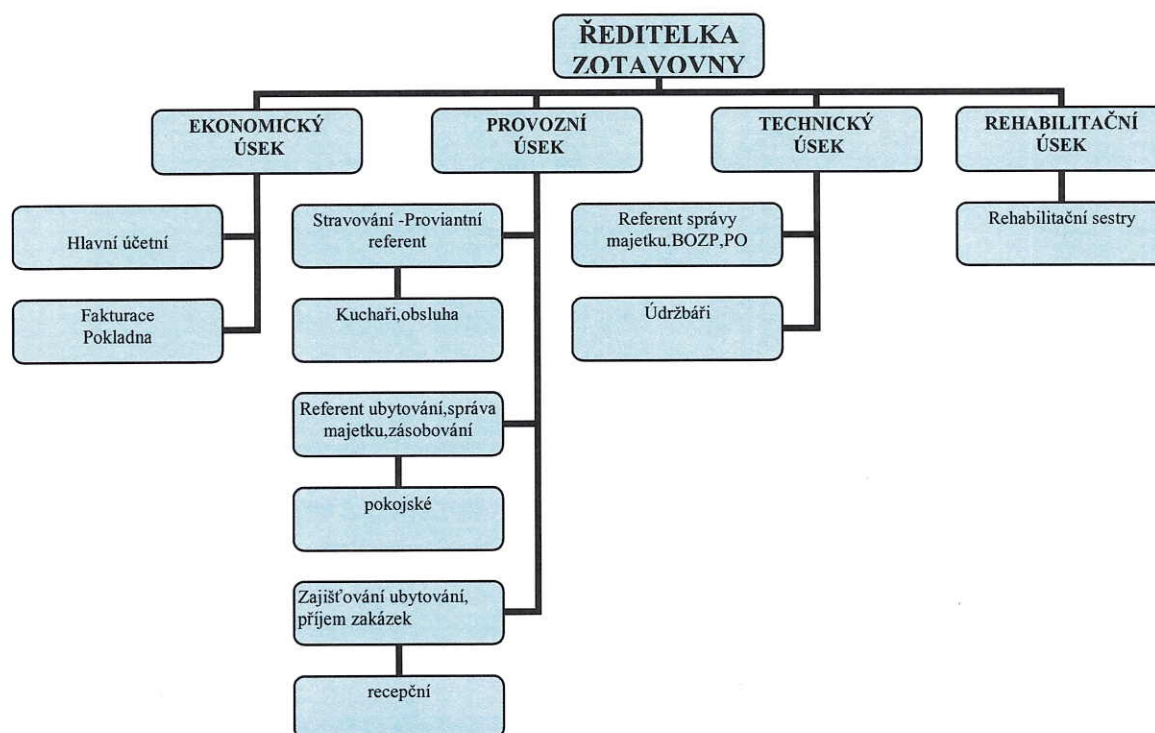 ŘEDITELKA
ZOTAVOVNY
EKONOMICKÝ
ÚSEK
PROVOZNÍ
ÚSEK
TECHNICKÝ
ÚSEK
REHABILITAČNÍ
ÚSEK
Hlavní účetní
Stravování -Proviantní
referent
Referent správy
majetku.BOZP,PO
Rehabilitační sestry
Fakturace
Pokladna
Kuchaři,obsluha
Údržbáři
Referent ubytování,správa
majetku,zásobování
pokojské
Zajišťování ubytování,
příjem zakázek
recepční